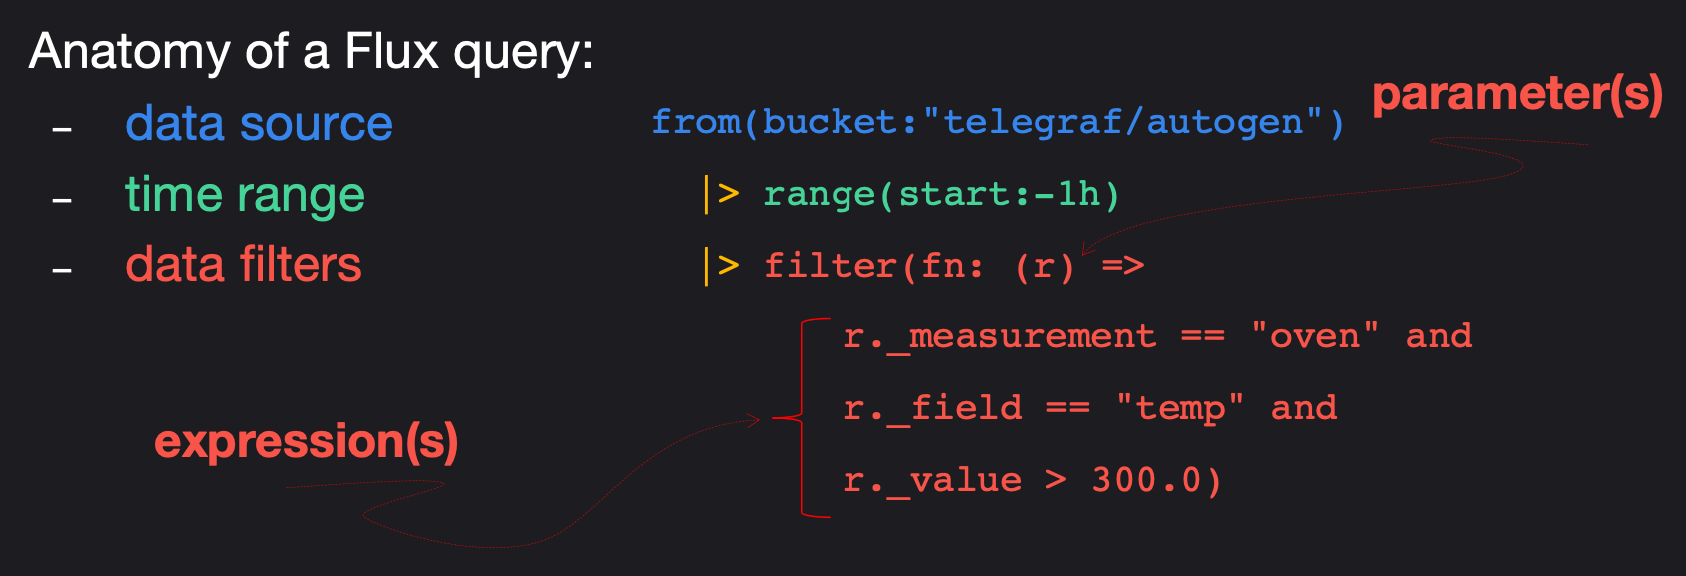 Anatomy of a Flux query:
- data source
- time range
- data filters
from(bucket:"telegraf/autogen")
|> range(start:-1h)
|> filter(fn: (r) =>
r._measurement == "oven" and
r._field == "temp" and
r._value > 300.0)
parameter(s)
expression(s)